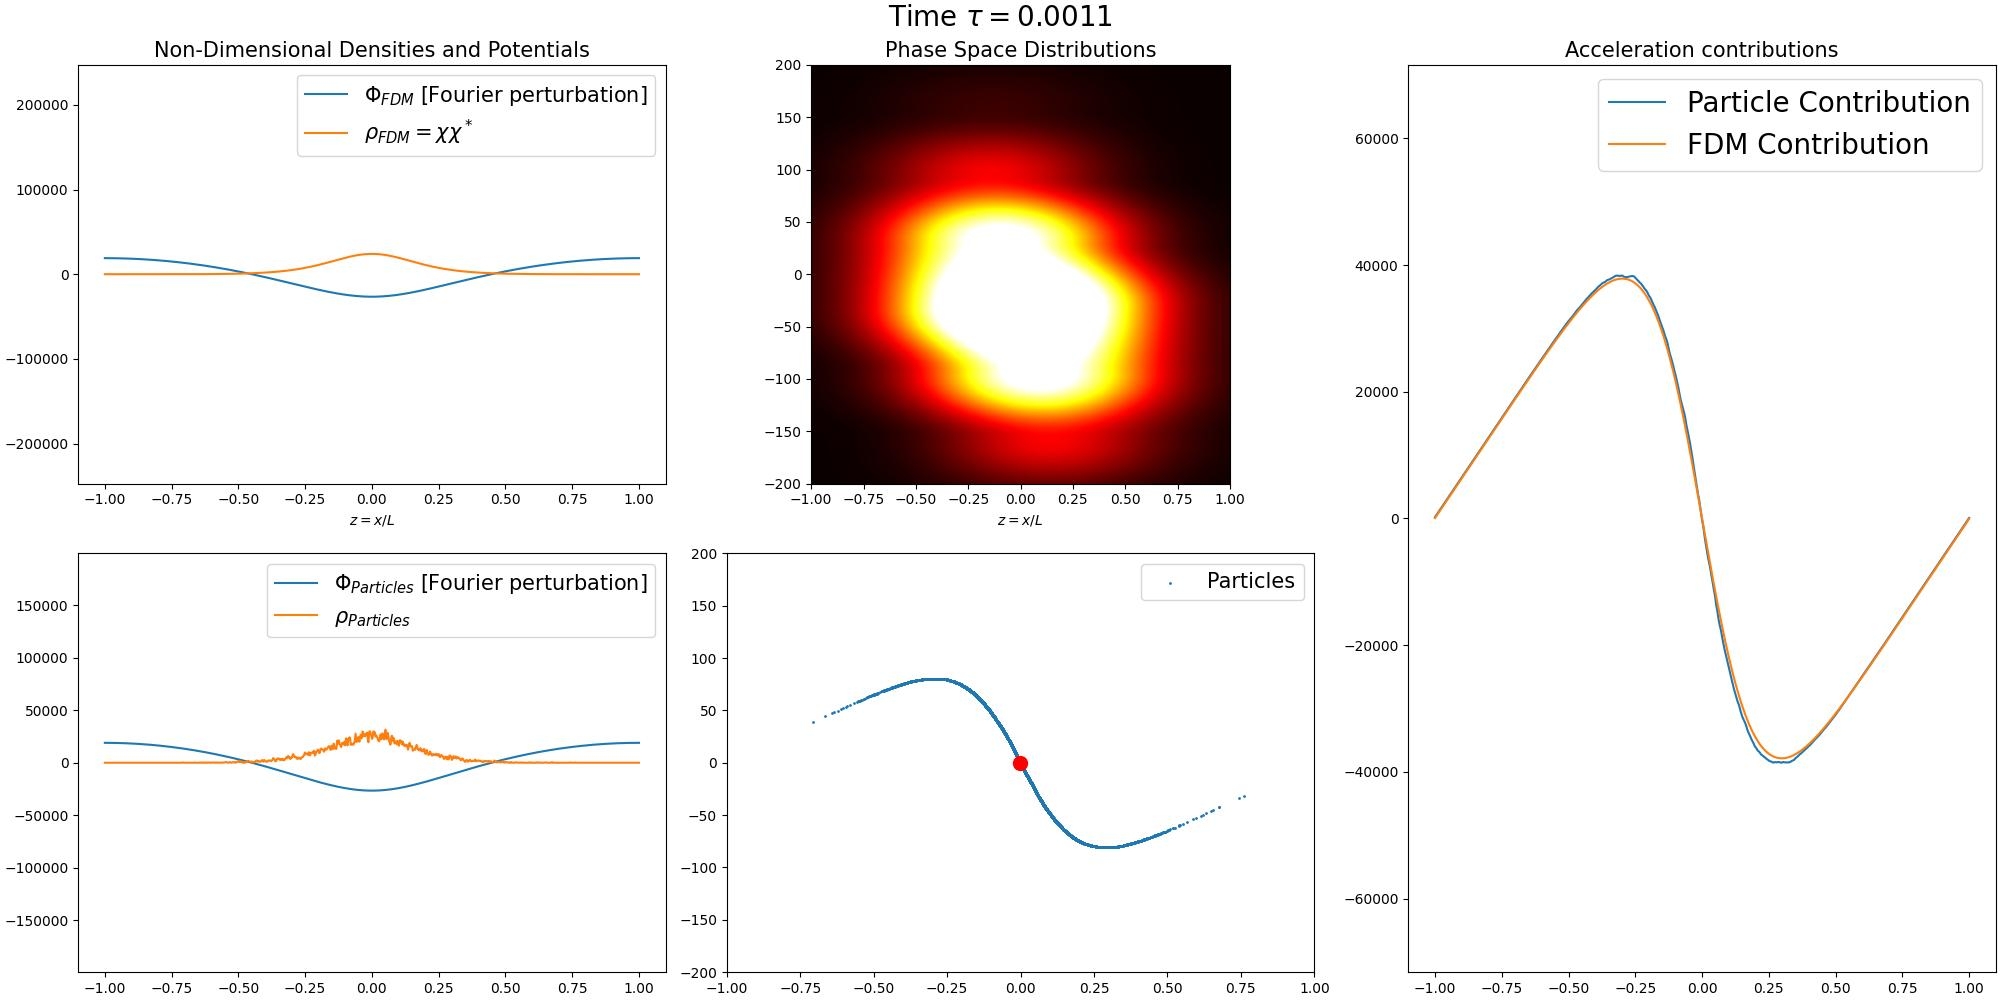 Time τ = 0.0011
Non-Dimensional Densities and Potentials
Φ_FDM [Fourier perturbation]
ρ_FDM = χχ*
200000
100000
0
−100000
−200000
−1.00 −0.75 −0.50 −0.25 0.00 0.25 0.50 0.75 1.00
z = x/L
Phase Space Distributions
200
150
100
50
0
−50
−100
−150
−200
−1.00 −0.75 −0.50 −0.25 0.00 0.25 0.50 0.75 1.00
z = x/L
Acceleration contributions
Particle Contribution
FDM Contribution
60000
40000
20000
0
−20000
−40000
−60000
−1.00 −0.75 −0.50 −0.25 0.00 0.25 0.50 0.75 1.00
Φ_Particles [Fourier perturbation]
ρ_Particles
150000
100000
50000
0
−50000
−100000
−150000
−1.00 −0.75 −0.50 −0.25 0.00 0.25 0.50 0.75 1.00
Particles
200
150
100
50
0
−50
−100
−150
−200
−1.00 −0.75 −0.50 −0.25 0.00 0.25 0.50 0.75 1.00